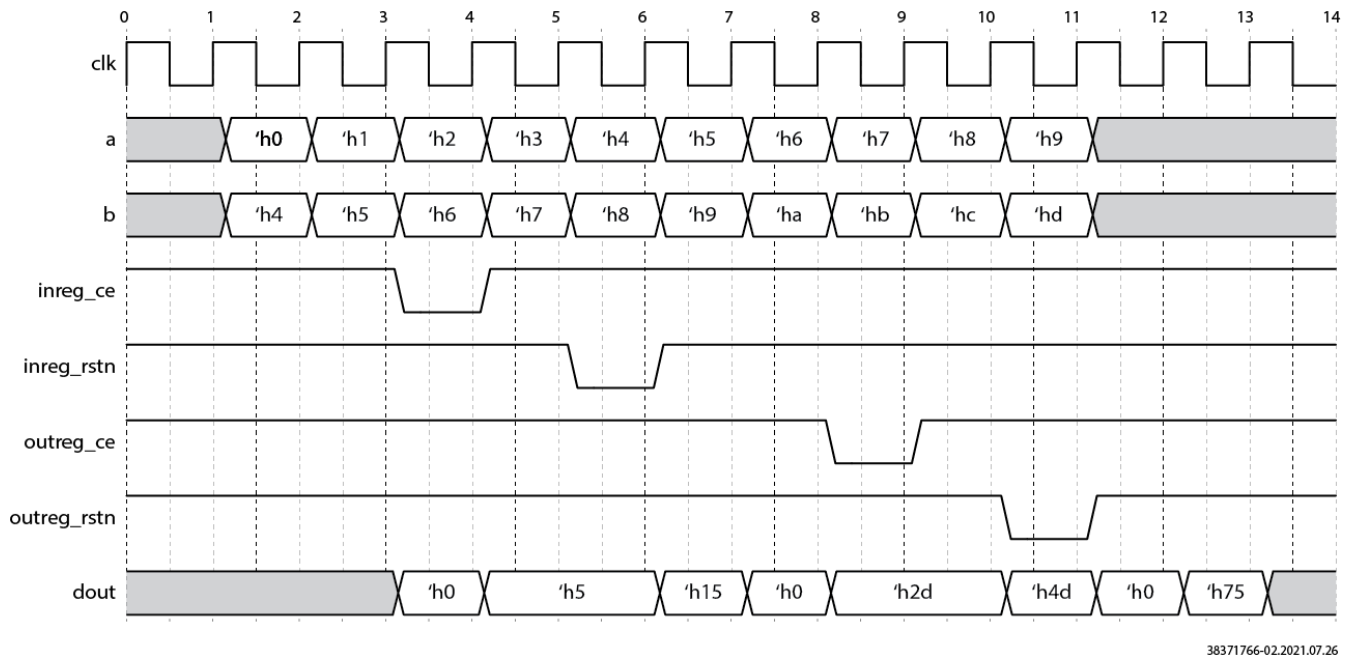 0 1 2 3 4 5 6 7 8 9 10 11 12 13 14
clk
a ‘h0 ‘h1 ‘h2 ‘h3 ‘h4 ‘h5 ‘h6 ‘h7 ‘h8 ‘h9
b ‘h4 ‘h5 ‘h6 ‘h7 ‘h8 ‘h9 ‘ha ‘hb ‘hc ‘hd
inreg_ce
inreg_rstn
outreg_ce
outreg_rstn
dout ‘h0 ‘h5 ‘h15 ‘h0 ‘h2d ‘h4d ‘h0 ‘h75
38371766-02.2021.07.26